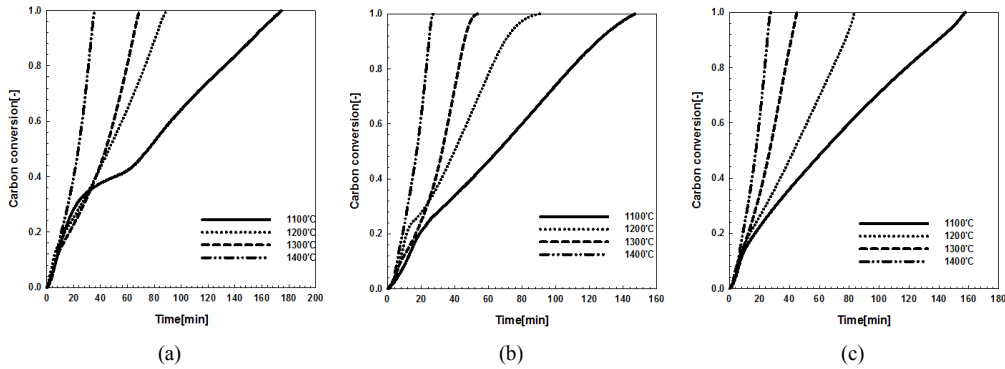 1.0
0.8
0.6
0.4
0.2
0.0
Carbon conversion[-]
0 20 40 60 80 100 120 140 160 180 200
Time[min]
1100'C
1200'C
1300'C
1400'C
(a)
1.0
0.8
0.6
0.4
0.2
0.0
Carbon conversion[-]
0 20 40 60 80 100 120 140 160
Time[min]
1100'C
1200'C
1300'C
1400'C
(b)
1.0
0.8
0.6
0.4
0.2
0.0
Carbon conversion[-]
0 20 40 60 80 100 120 140 160 180
Time[min]
1100'C
1200'C
1300'C
1400'C
(c)